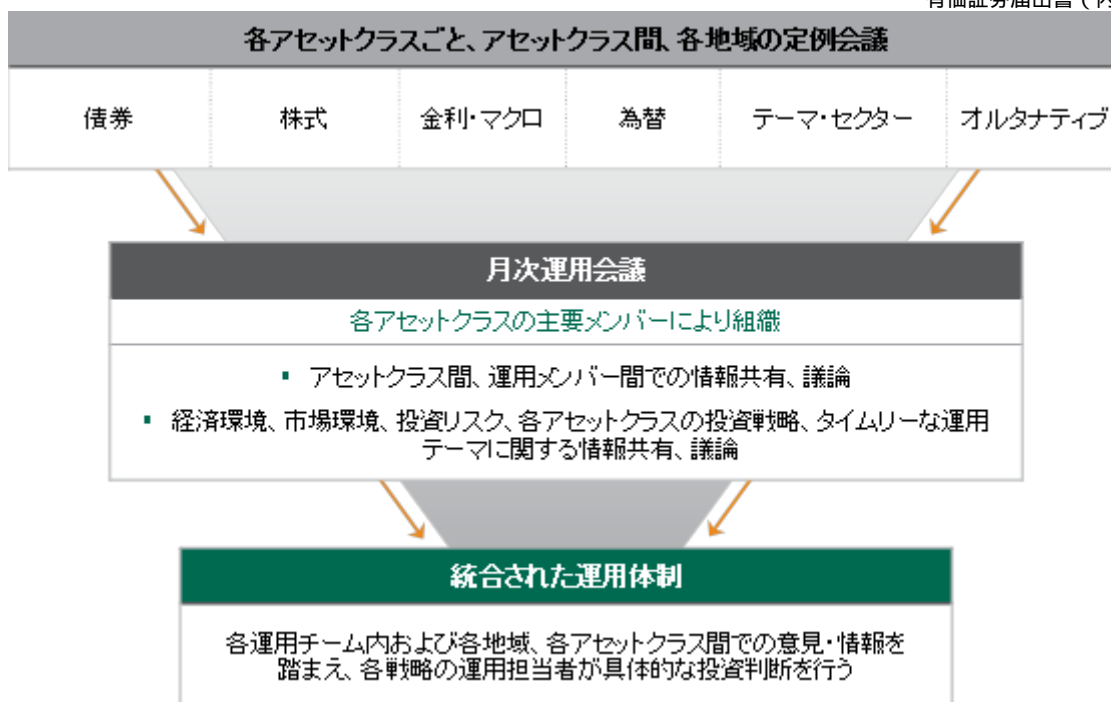 有価証券届出書(内
各アセットクラスごと、アセットクラス間、各地域の定例会議
債券 株式 金利・マクロ 為替 テーマ・セクター オルタナティブ
月次運用会議
各アセットクラスの主要メンバーにより組織
▪ アセットクラス間、運用メンバー間での情報共有、議論
▪ 経済環境、市場環境、投資リスク、各アセットクラスの投資戦略、タイムリーな運用
テーマに関する情報共有、議論
統合された運用体制
各運用チーム内および各地域、各アセットクラス間での意見・情報を
踏まえ、各戦略の運用担当者が具体的な投資判断を行う